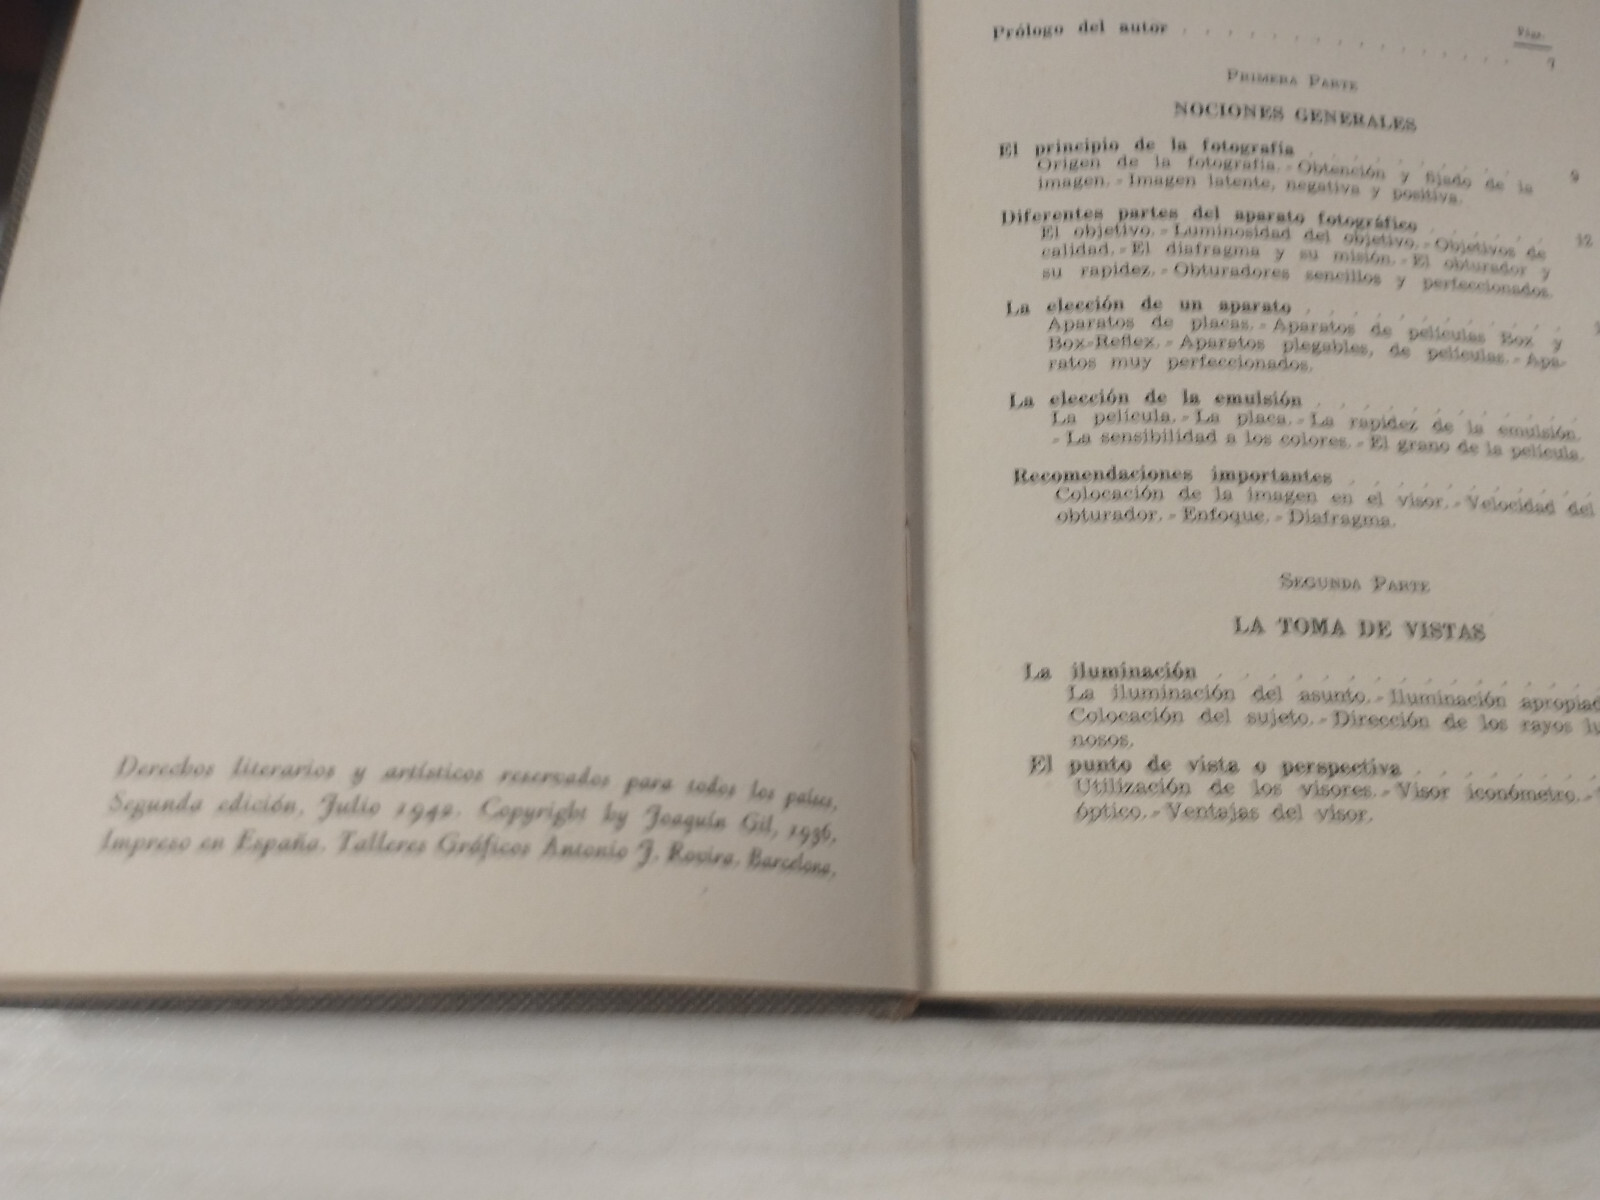 Derechos literarios y artísticos reservados para todos los países.
Segunda edición, Julio 1942. Copyright by Joaquín Gil, 1936.
Impreso en España. Talleres Gráficos Antonio J. Rovira. Barcelona.
Prólogo del autor . . . . . . . . . . . . 7
Primera Parte
NOCIONES GENERALES
El principio de la fotografía . . . . . . . 9
Origen de la fotografía. - Obtención y fijado de la
imagen. - Imagen latente, negativa y positiva.
Diferentes partes del aparato fotográfico . . . . . 12
El objetivo. - Luminosidad del objetivo. - Objetivos de
calidad. - El diafragma y su misión. - El obturador y
su rapidez. - Obturadores sencillos y perfeccionados.
La elección de un aparato . . . . . . . . .
Aparatos de placas. - Aparatos de películas Box y
Box-Reflex. - Aparatos plegables, de películas. - Apa-
ratos muy perfeccionados.
La elección de la emulsión . . . . . . . . .
La película. - La placa. - La rapidez de la emulsión.
- La sensibilidad a los colores. - El grano de la película.
Recomendaciones importantes . . . . . . . . .
Colocación de la imagen en el visor. - Velocidad del
obturador. - Enfoque. - Diafragma.
Segunda Parte
LA TOMA DE VISTAS
La iluminación . . . . . . . . . . . .
La iluminación del asunto. - Iluminación apropiad
Colocación del sujeto. - Dirección de los rayos lu
nosos.
El punto de vista o perspectiva . . . . . . .
Utilización de los visores. - Visor iconómetro. -
óptico. - Ventajas del visor.